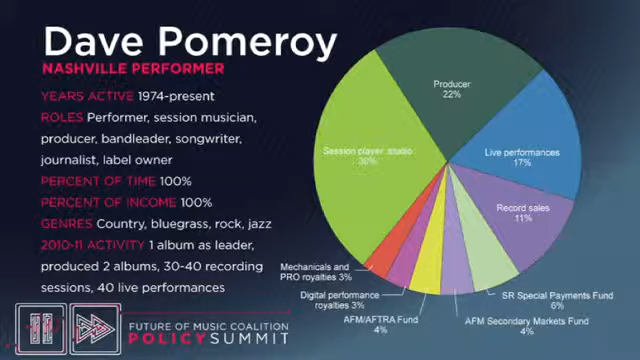 Dave Pomeroy
NASHVILLE PERFORMER
YEARS ACTIVE 1974-present
ROLES Performer, session musician,
producer, bandleader, songwriter,
journalist, label owner
PERCENT OF TIME 100%
PERCENT OF INCOME 100%
GENRES Country, bluegrass, rock, jazz
2010-11 ACTIVITY 1 album as leader,
produced 2 albums, 30-40 recording
sessions, 40 live performances
Producer
22%
Live performances
17%
Record sales
11%
SR Special Payments Fund
6%
AFM Secondary Markets Fund
4%
AFM/AFTRA Fund
4%
Digital performance
royalties 3%
Mechanicals and
PRO royalties 3%
Session player studio
30%
FUTURE OF MUSIC COALITION
POLICY SUMMIT